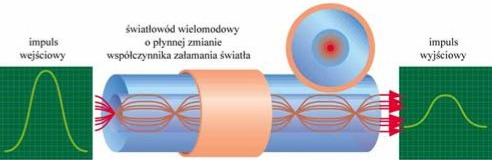 impuls
wejściowy
światłowód wielomodowy
o płynnej zmianie
współczynnika załamania światła
impuls
wyjściowy